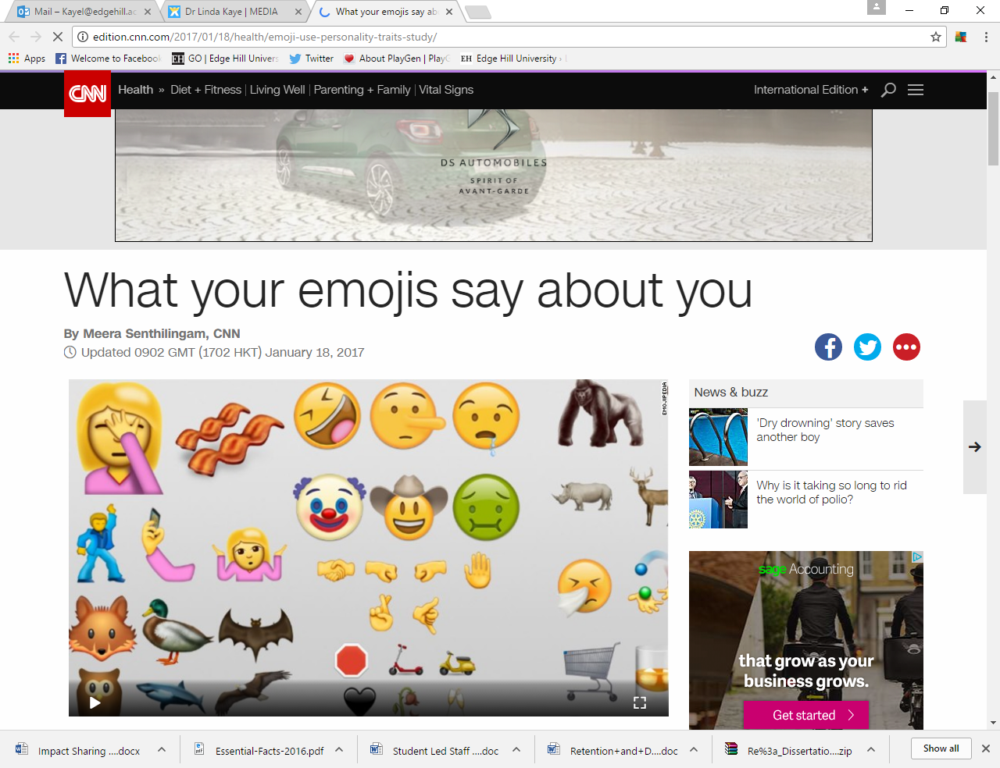 Mail – Kayel@edgehill.ac
Dr Linda Kaye | MEDIA
What your emojis say ab
edition.cnn.com/2017/01/18/health/emoji-use-personality-traits-study/
Apps
Welcome to Facebook
EH GO | Edge Hill Univers
Twitter
About PlayGen | Play
EH Edge Hill University ›
CNN Health » Diet + Fitness | Living Well | Parenting + Family | Vital Signs
International Edition +
DS AUTOMOBILES
SPIRIT OF
AVANT-GARDE
What your emojis say about you
By Meera Senthilingam, CNN
Updated 0902 GMT (1702 HKT) January 18, 2017
EMOJIPEDIA
News & buzz
'Dry drowning' story saves
another boy
Why is it taking so long to rid
the world of polio?
sage Accounting
that grow as your
business grows.
Get started
Impact Sharing ....docx
Essential-Facts-2016.pdf
Student Led Staff ....doc
Retention+and+D....doc
Re%3a_Dissertatio....zip
Show all